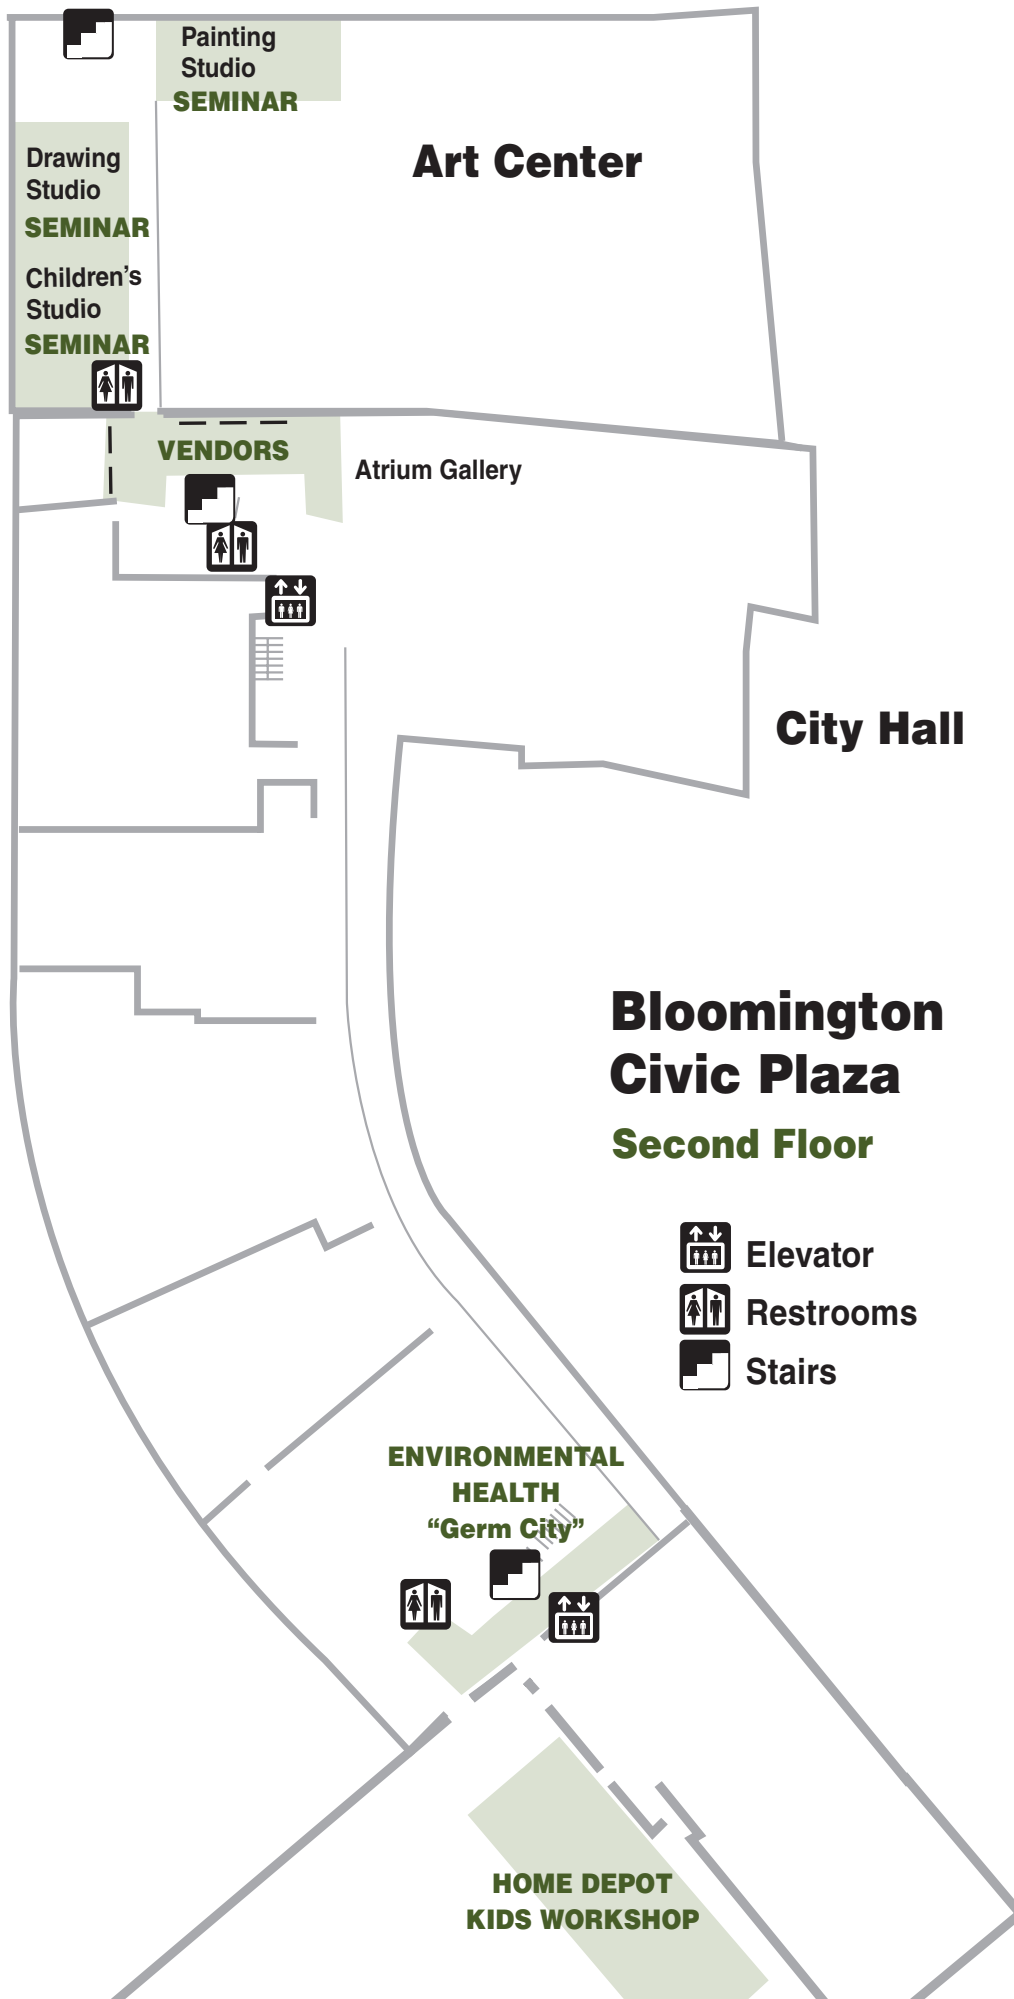 Painting
Studio
SEMINAR
Art Center
Drawing
Studio
SEMINAR
Children’s
Studio
SEMINAR
VENDORS
Atrium Gallery
City Hall
Bloomington
Civic Plaza
Second Floor
Elevator
Restrooms
Stairs
ENVIRONMENTAL
HEALTH
“Germ City”
HOME DEPOT
KIDS WORKSHOP